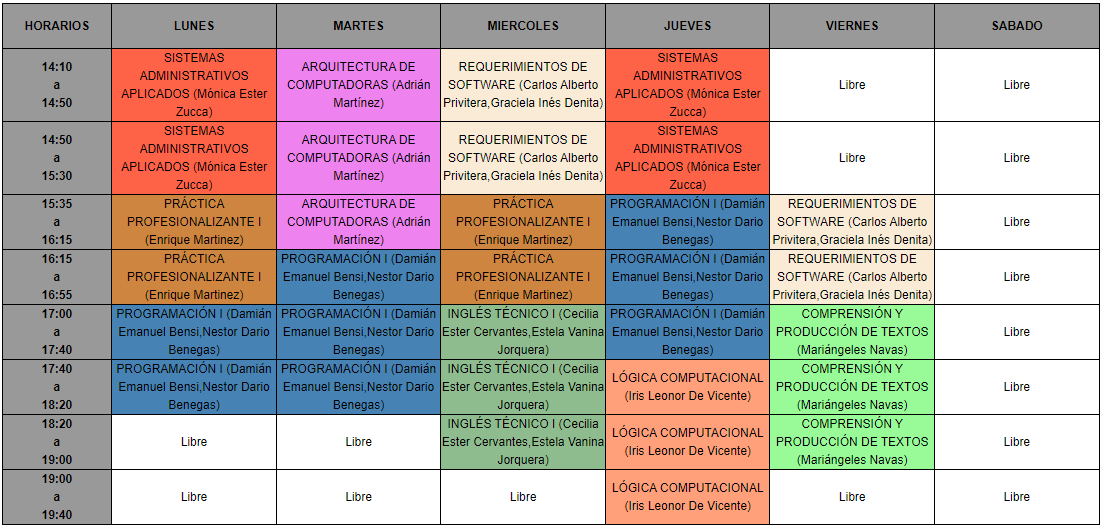 HORARIOS LUNES MARTES MIERCOLES JUEVES VIERNES SABADO
14:10
a
14:50
SISTEMAS
ADMINISTRATIVOS
APLICADOS (Mónica Ester
Zucca)
ARQUITECTURA DE
COMPUTADORAS (Adrián
Martínez)
REQUERIMIENTOS DE
SOFTWARE (Carlos Alberto
Privitera,Graciela Inés Denita)
SISTEMAS
ADMINISTRATIVOS
APLICADOS (Mónica Ester
Zucca)
Libre
Libre
14:50
a
15:30
SISTEMAS
ADMINISTRATIVOS
APLICADOS (Mónica Ester
Zucca)
ARQUITECTURA DE
COMPUTADORAS (Adrián
Martínez)
REQUERIMIENTOS DE
SOFTWARE (Carlos Alberto
Privitera,Graciela Inés Denita)
SISTEMAS
ADMINISTRATIVOS
APLICADOS (Mónica Ester
Zucca)
Libre
Libre
15:35
a
16:15
PRÁCTICA
PROFESIONALIZANTE I
(Enrique Martinez)
ARQUITECTURA DE
COMPUTADORAS (Adrián
Martínez)
PRÁCTICA
PROFESIONALIZANTE I
(Enrique Martinez)
PROGRAMACIÓN I (Damián
Emanuel Bensi,Nestor Dario
Benegas)
REQUERIMIENTOS DE
SOFTWARE (Carlos Alberto
Privitera,Graciela Inés Denita)
Libre
16:15
a
16:55
PRÁCTICA
PROFESIONALIZANTE I
(Enrique Martinez)
PROGRAMACIÓN I (Damián
Emanuel Bensi,Nestor Dario
Benegas)
PRÁCTICA
PROFESIONALIZANTE I
(Enrique Martinez)
PROGRAMACIÓN I (Damián
Emanuel Bensi,Nestor Dario
Benegas)
REQUERIMIENTOS DE
SOFTWARE (Carlos Alberto
Privitera,Graciela Inés Denita)
Libre
17:00
a
17:40
PROGRAMACIÓN I (Damián
Emanuel Bensi,Nestor Dario
Benegas)
PROGRAMACIÓN I (Damián
Emanuel Bensi,Nestor Dario
Benegas)
INGLÉS TÉCNICO I (Cecilia
Ester Cervantes,Estela Vanina
Jorquera)
PROGRAMACIÓN I (Damián
Emanuel Bensi,Nestor Dario
Benegas)
COMPRENSIÓN Y
PRODUCCIÓN DE TEXTOS
(Mariángeles Navas)
Libre
17:40
a
18:20
PROGRAMACIÓN I (Damián
Emanuel Bensi,Nestor Dario
Benegas)
PROGRAMACIÓN I (Damián
Emanuel Bensi,Nestor Dario
Benegas)
INGLÉS TÉCNICO I (Cecilia
Ester Cervantes,Estela Vanina
Jorquera)
LÓGICA COMPUTACIONAL
(Iris Leonor De Vicente)
COMPRENSIÓN Y
PRODUCCIÓN DE TEXTOS
(Mariángeles Navas)
Libre
18:20
a
19:00
Libre
Libre
INGLÉS TÉCNICO I (Cecilia
Ester Cervantes,Estela Vanina
Jorquera)
LÓGICA COMPUTACIONAL
(Iris Leonor De Vicente)
COMPRENSIÓN Y
PRODUCCIÓN DE TEXTOS
(Mariángeles Navas)
Libre
19:00
a
19:40
Libre
Libre
Libre
LÓGICA COMPUTACIONAL
(Iris Leonor De Vicente)
Libre
Libre